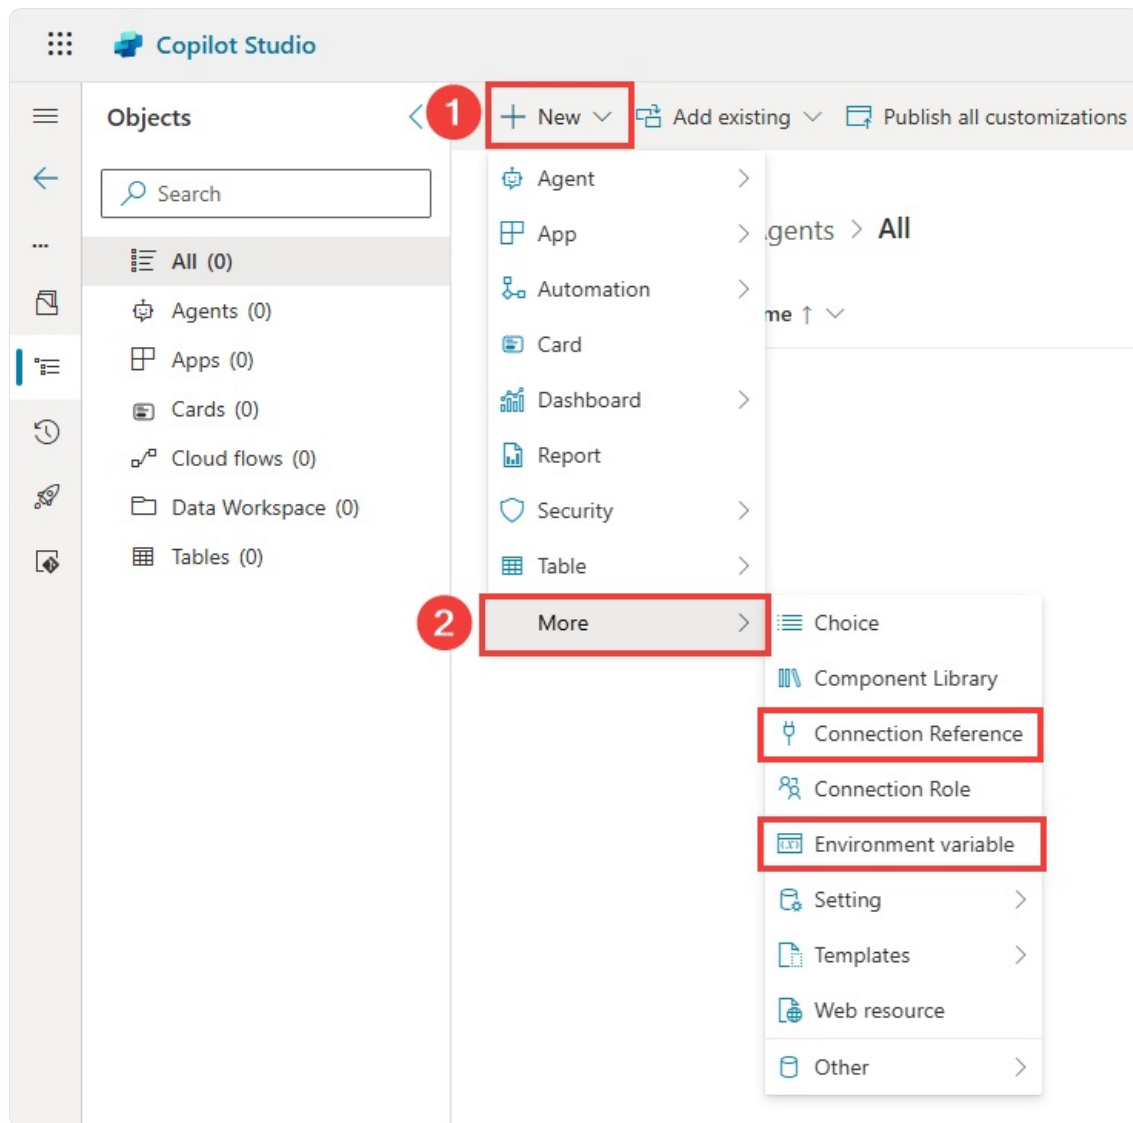 Copilot Studio
Objects
1
New
Add existing
Publish all customizations
Search
All (0)
Agents (0)
Apps (0)
Cards (0)
Cloud flows (0)
Data Workspace (0)
Tables (0)
Agent
App
Automation
Card
Dashboard
Report
Security
Table
2
More
gents > All
me ↑
Choice
Component Library
Connection Reference
Connection Role
Environment variable
Setting
Templates
Web resource
Other